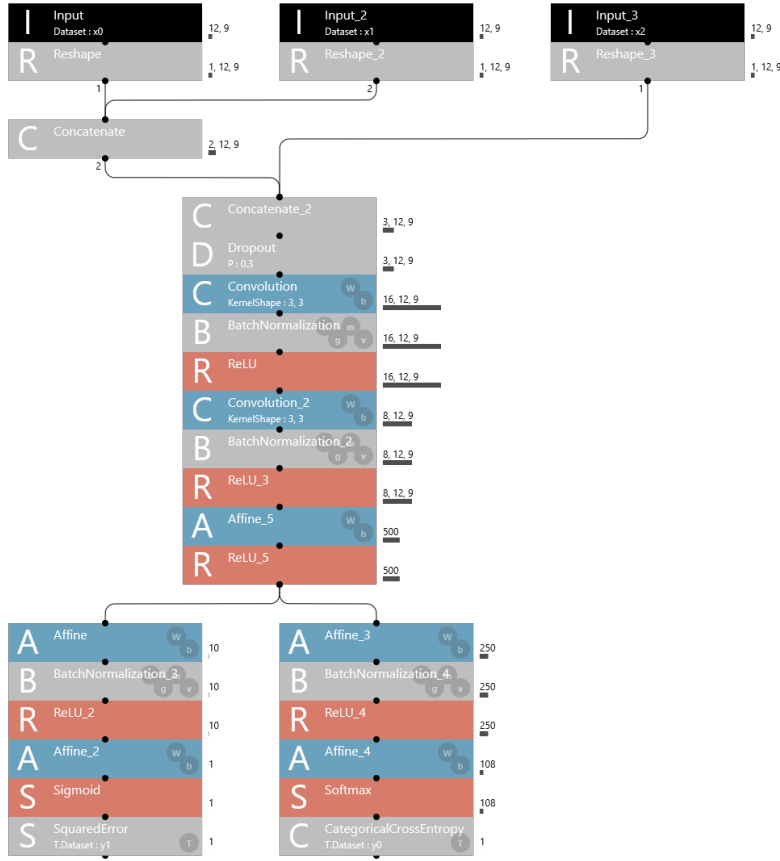 I Input
Dataset : x0
12, 9
R Reshape
1, 12, 9
1
I Input_2
Dataset : x1
12, 9
R Reshape_2
1, 12, 9
2
I Input_3
Dataset : x2
12, 9
R Reshape_3
1, 12, 9
1
C Concatenate
2, 12, 9
2
C Concatenate_2
3, 12, 9
D Dropout
P : 0.3
3, 12, 9
C Convolution
KernelShape : 3, 3
W
b
16, 12, 9
B BatchNormalization
m
g v
16, 12, 9
R ReLU
16, 12, 9
C Convolution_2
KernelShape : 3, 3
W
b
8, 12, 9
B BatchNormalization_2
g v
8, 12, 9
R ReLU_3
8, 12, 9
A Affine_5
W
b
500
R ReLU_5
500
A Affine
W
b
10
B BatchNormalization_3
g v
10
R ReLU_2
10
A Affine_2
W
b
1
S Sigmoid
1
S SquaredError
T.Dataset : y1
T
1
A Affine_3
W
b
250
B BatchNormalization_4
g v
250
R ReLU_4
250
A Affine_4
W
b
108
S Softmax
108
C CategoricalCrossEntropy
T.Dataset : y0
T
1